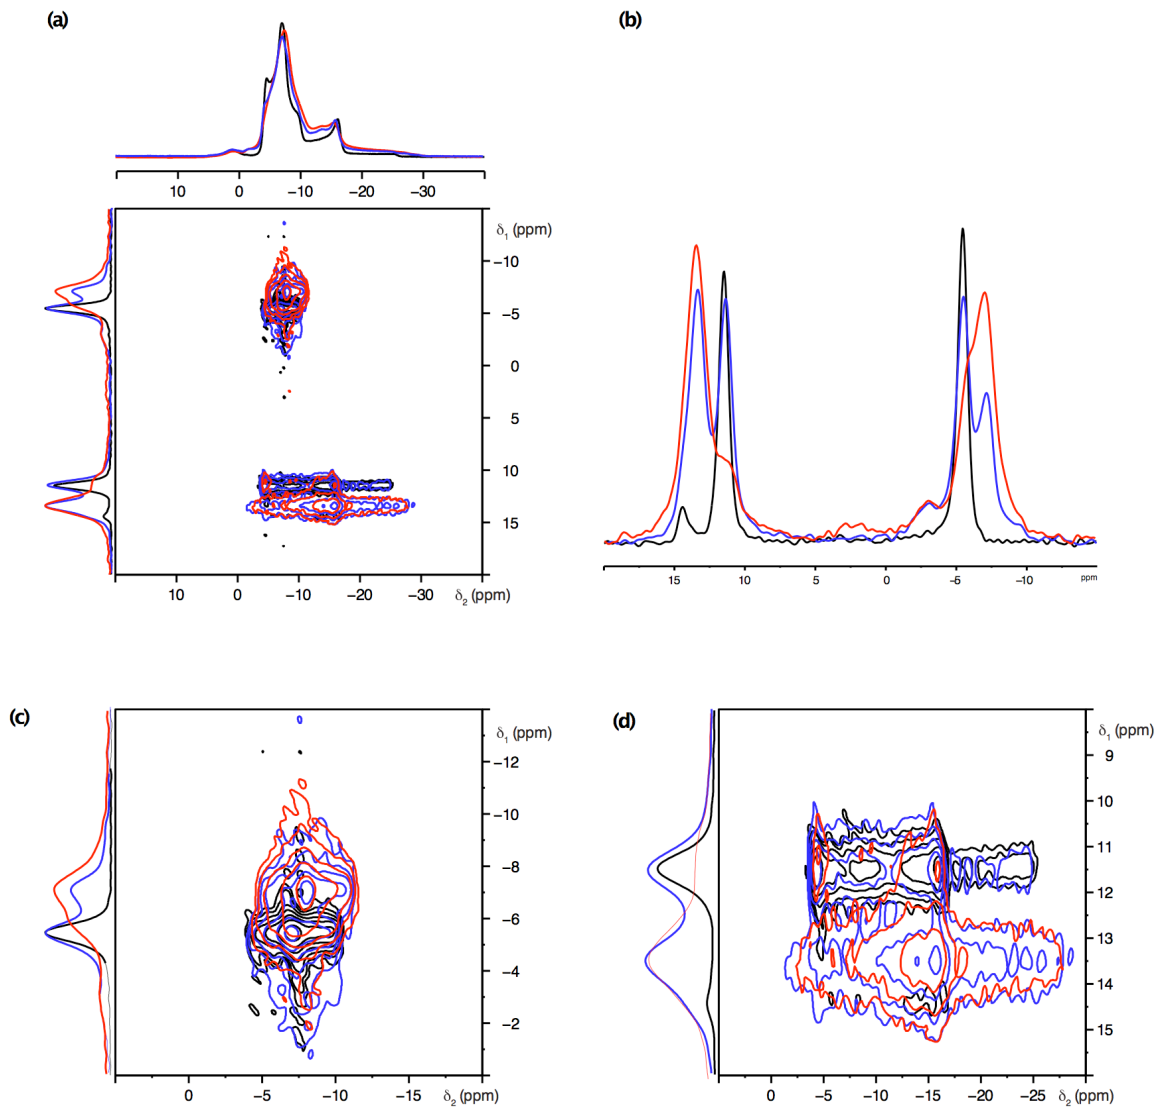 (a)
(b)
10 0 −10 −20 −30
δ1 (ppm)
−10
−5
0
5
10
15
10 0 −10 −20 −30 δ2 (ppm)
15 10 5 0 −5 −10 ppm
(c)
(d)
δ1 (ppm)
−12
−10
−8
−6
−4
−2
0 −5 −10 −15 δ2 (ppm)
δ1 (ppm)
9
10
11
12
13
14
15
0 −5 −10 −15 −20 −25 δ2 (ppm)